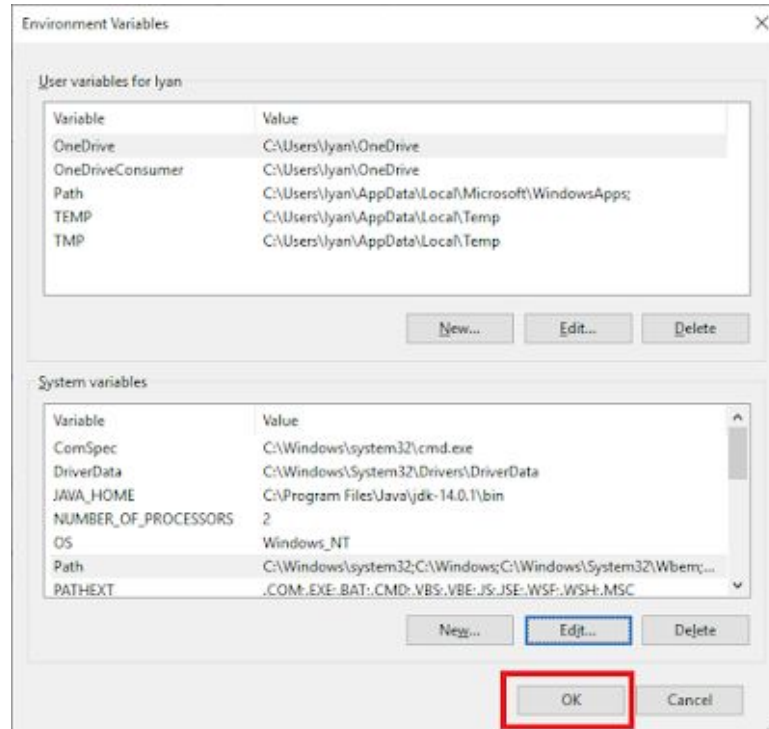 Environment Variables
User variables for lyan
Variable Value
OneDrive C:\Users\lyan\OneDrive
OneDriveConsumer C:\Users\lyan\OneDrive
Path C:\Users\lyan\AppData\Local\Microsoft\WindowsApps;
TEMP C:\Users\lyan\AppData\Local\Temp
TMP C:\Users\lyan\AppData\Local\Temp
New... Edit... Delete
System variables
Variable Value
ComSpec C:\Windows\system32\cmd.exe
DriverData C:\Windows\System32\Drivers\DriverData
JAVA_HOME C:\Program Files\Java\jdk-14.0.1\bin
NUMBER_OF_PROCESSORS 2
OS Windows_NT
Path C:\Windows\system32;C:\Windows;C:\Windows\System32\Wbem;...
PATHEXT .COM;.EXE;.BAT;.CMD;.VBS;.VBE;.JS;.JSE;.WSF;.WSH;.MSC
New... Edit... Delete
OK Cancel